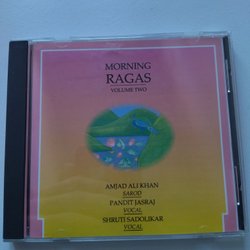 MORNING
RAGAS
VOLUME TWO
AMJAD ALI KHAN
SAROD
PANDIT JASRAJ
VOCAL
SHRUTI SADOLIKAR
VOCAL